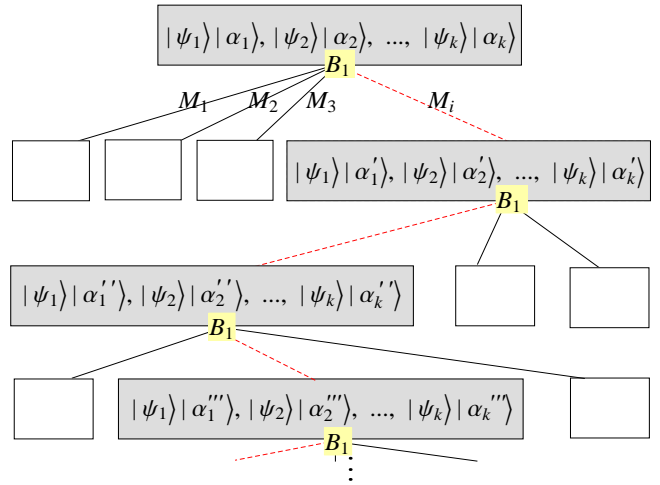 | ψ₁⟩ | α₁⟩, | ψ₂⟩ | α₂⟩, ..., | ψₖ⟩ | αₖ⟩
B₁
M₁ M₂ M₃ Mᵢ
| ψ₁⟩ | α₁′⟩, | ψ₂⟩ | α₂′⟩, ..., | ψₖ⟩ | αₖ′⟩
B₁
| ψ₁⟩ | α₁′′⟩, | ψ₂⟩ | α₂′′⟩, ..., | ψₖ⟩ | αₖ′′⟩
B₁
| ψ₁⟩ | α₁′′′⟩, | ψ₂⟩ | α₂′′′⟩, ..., | ψₖ⟩ | αₖ′′′⟩
B₁
⋮